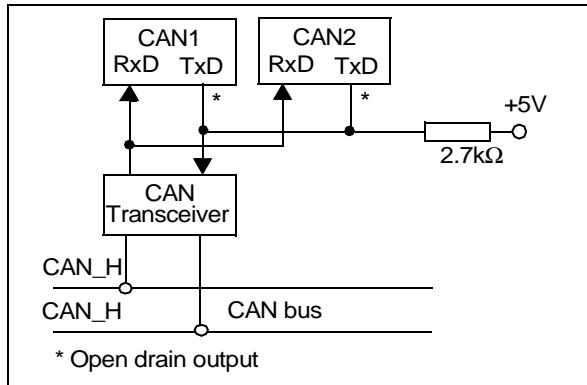 CAN1
RxD TxD
*
CAN2
RxD TxD
*
+5V
2.7kΩ
CAN
Transceiver
CAN_H
CAN_H
CAN bus
* Open drain output